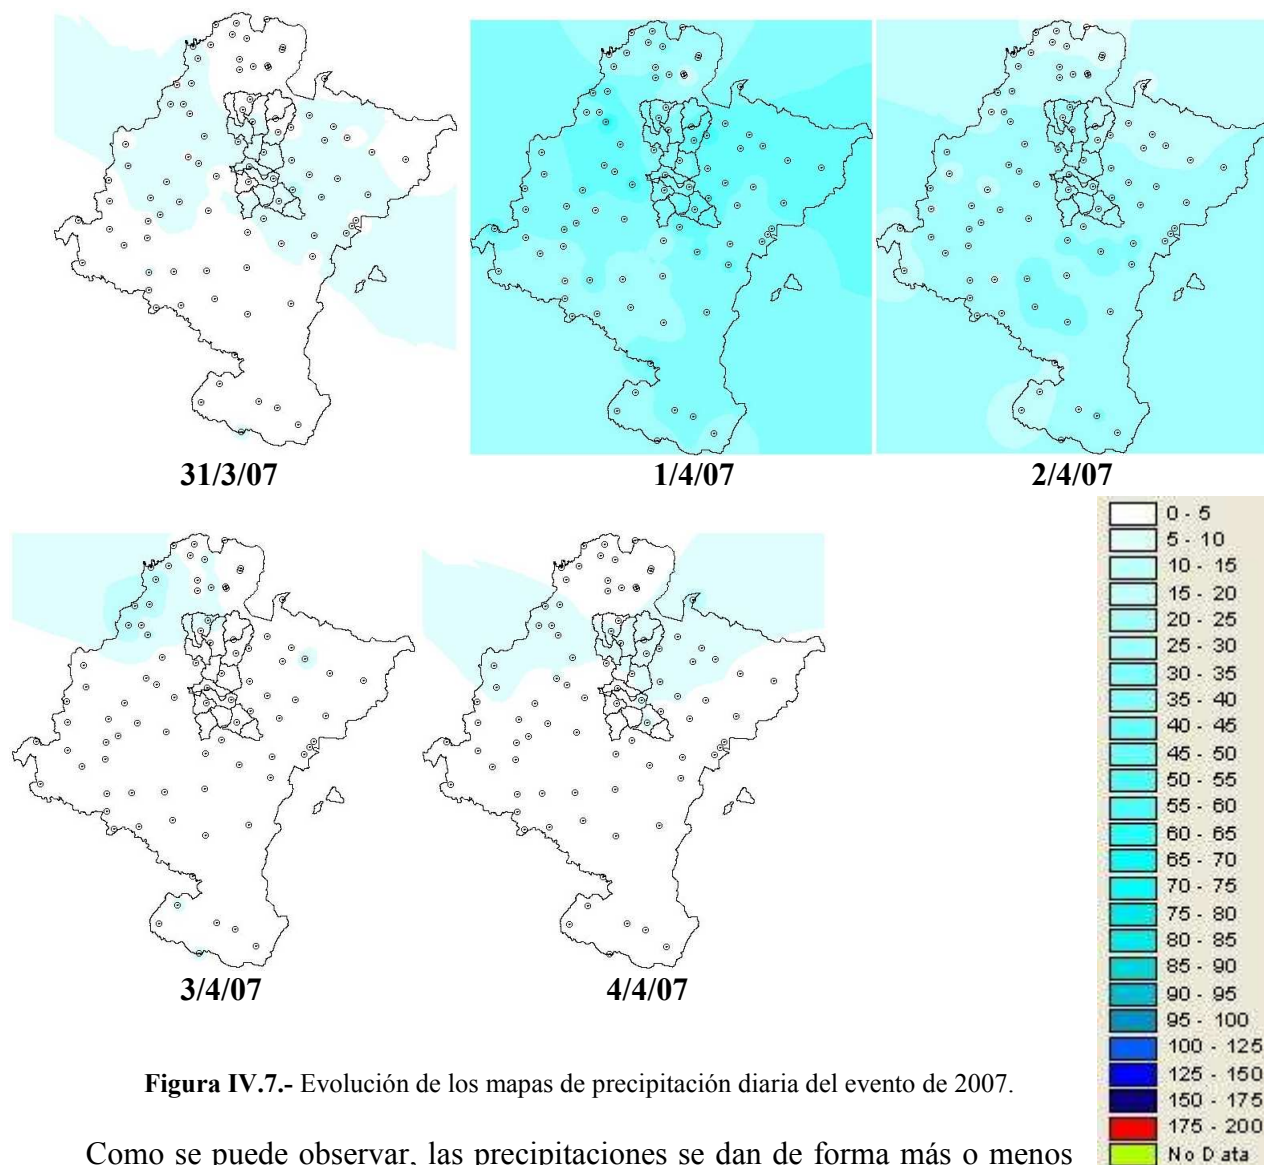 31/3/07
1/4/07
2/4/07
3/4/07
4/4/07
0 - 5
5 - 10
10 - 15
15 - 20
20 - 25
25 - 30
30 - 35
35 - 40
40 - 45
45 - 50
50 - 55
55 - 60
60 - 65
65 - 70
70 - 75
75 - 80
80 - 85
85 - 90
90 - 95
95 - 100
100 - 125
125 - 150
150 - 175
175 - 200
No Data
Figura IV.7.- Evolución de los mapas de precipitación diaria del evento de 2007.
Como se puede observar, las precipitaciones se dan de forma más o menos